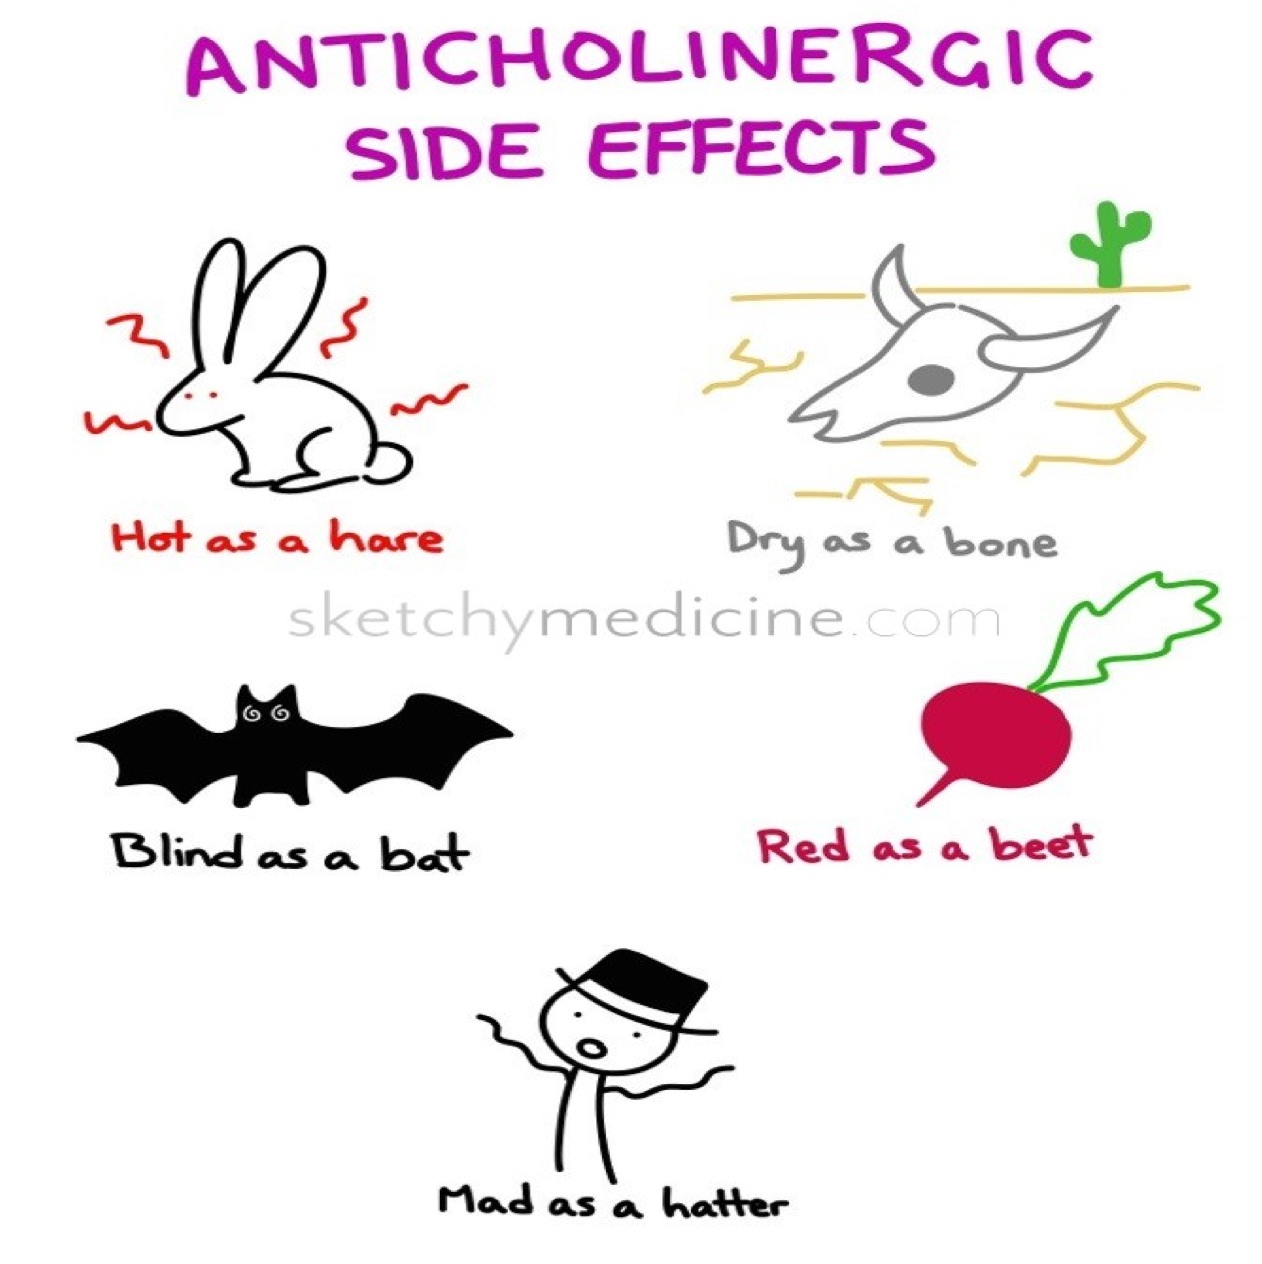 ANTICHOLINERGIC
SIDE EFFECTS
Hot as a hare
Dry as a bone
sketchymedicine.com
Blind as a bat
Red as a beet
Mad as a hatter